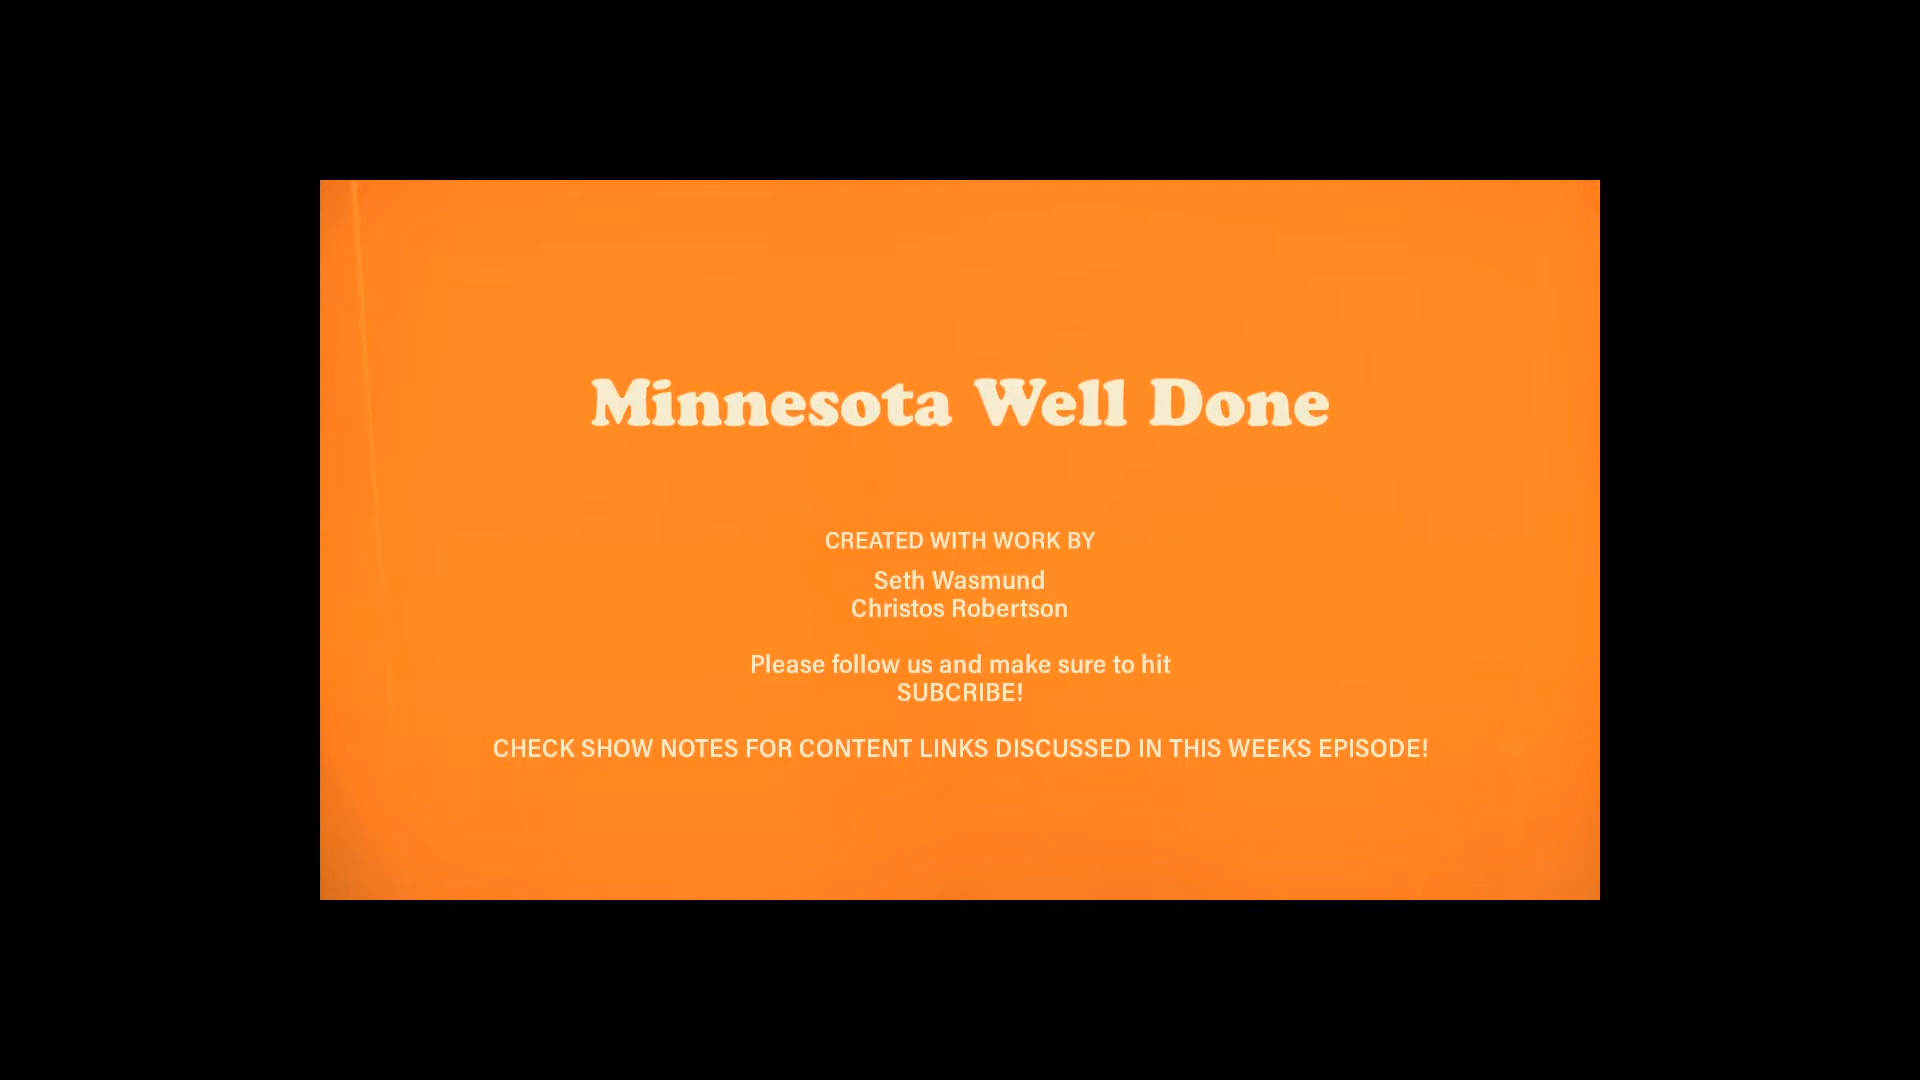 Minnesota Well Done
CREATED WITH WORK BY
Seth Wasmund
Christos Robertson
Please follow us and make sure to hit
SUBCRIBE!
CHECK SHOW NOTES FOR CONTENT LINKS DISCUSSED IN THIS WEEKS EPISODE!